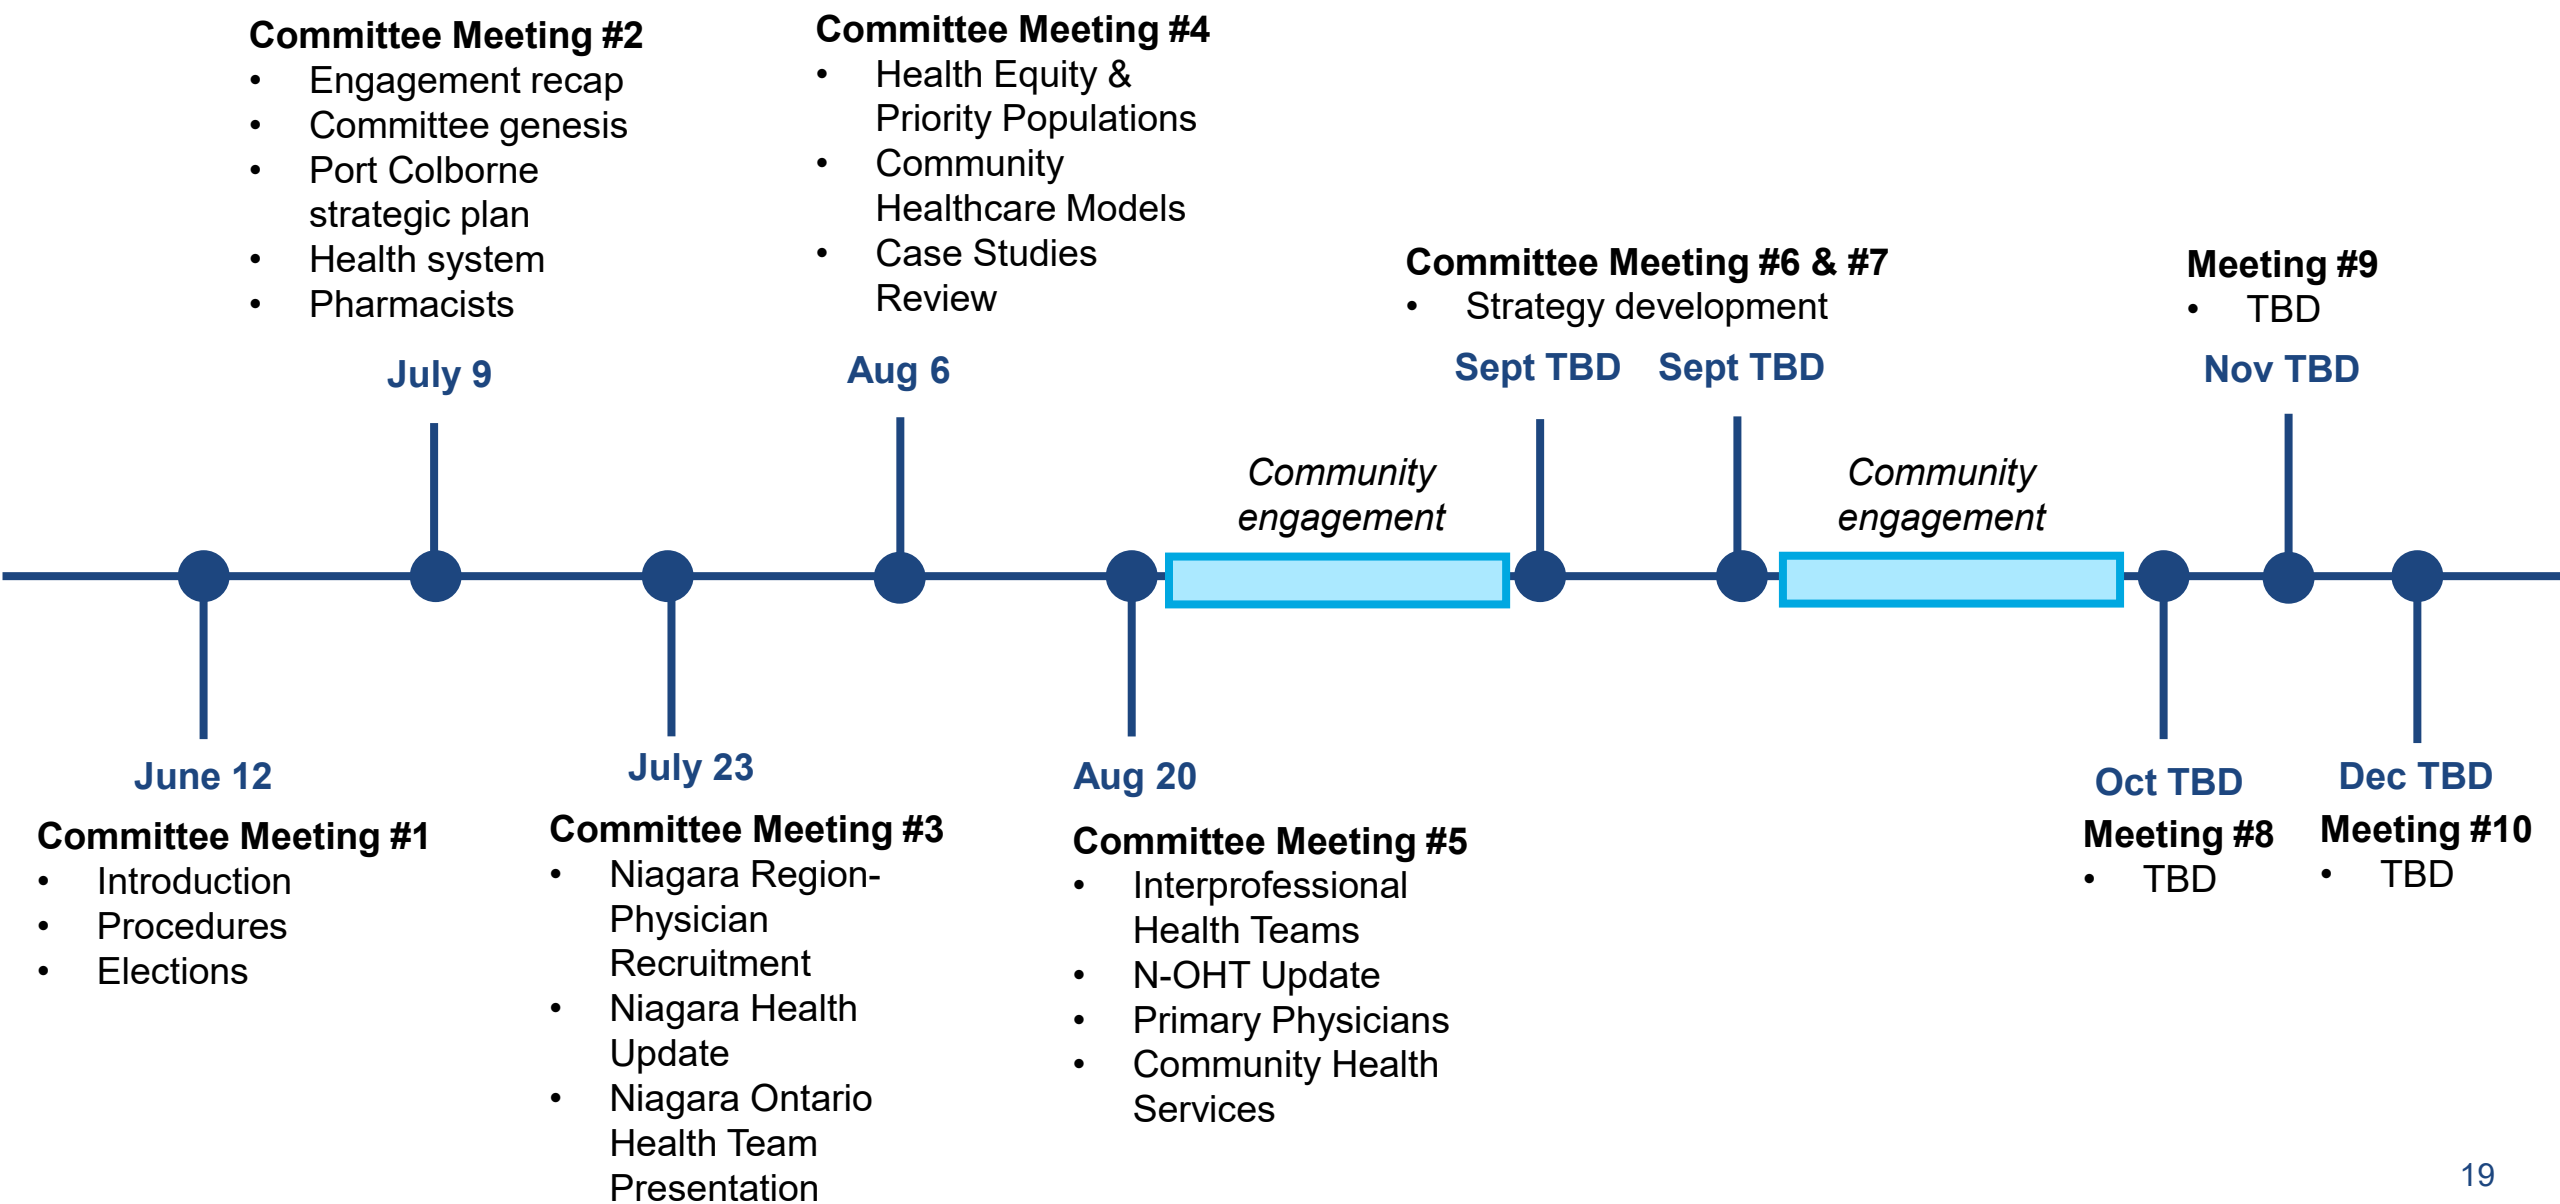 Committee Meeting #2
• Engagement recap
• Committee genesis
• Port Colborne
strategic plan
• Health system
• Pharmacists
July 9
Committee Meeting #4
• Health Equity &
Priority Populations
• Community
Healthcare Models
• Case Studies
Review
Aug 6
Committee Meeting #6 & #7
• Strategy development
Sept TBD
Sept TBD
Meeting #9
• TBD
Nov TBD
Community
engagement
Community
engagement
June 12
Committee Meeting #1
• Introduction
• Procedures
• Elections
July 23
Committee Meeting #3
• Niagara Region-
Physician
Recruitment
• Niagara Health
Update
• Niagara Ontario
Health Team
Presentation
Aug 20
Committee Meeting #5
• Interprofessional
Health Teams
• N-OHT Update
• Primary Physicians
• Community Health
Services
Oct TBD
Meeting #8
• TBD
Dec TBD
Meeting #10
• TBD
19